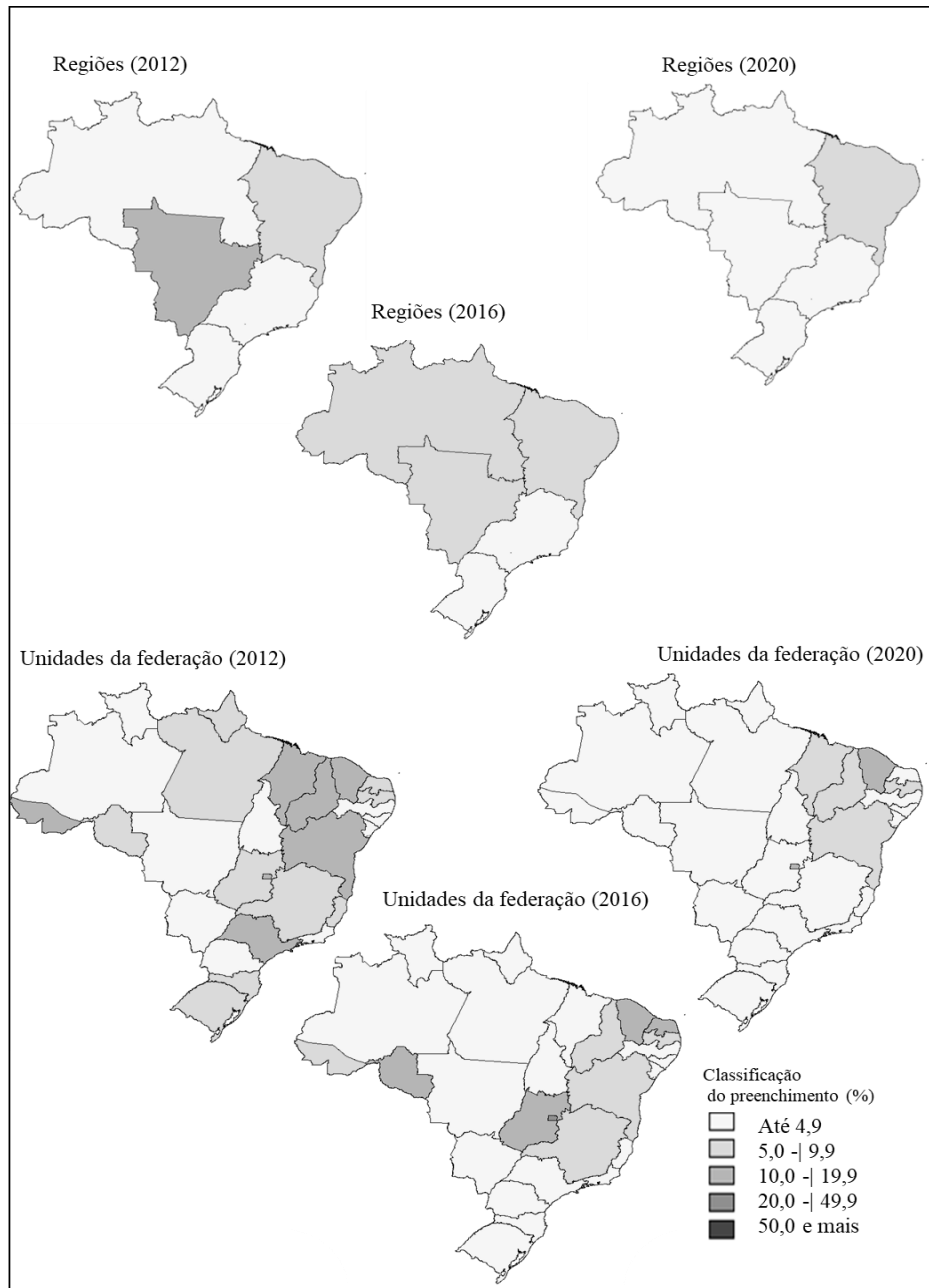 Regiões (2012)
Regiões (2020)
Regiões (2016)
Unidades da federação (2012)
Unidades da federação (2020)
Unidades da federação (2016)
Classificação
do preenchimento (%)
Até 4,9
5,0 -| 9,9
10,0 -| 19,9
20,0 -| 49,9
50,0 e mais